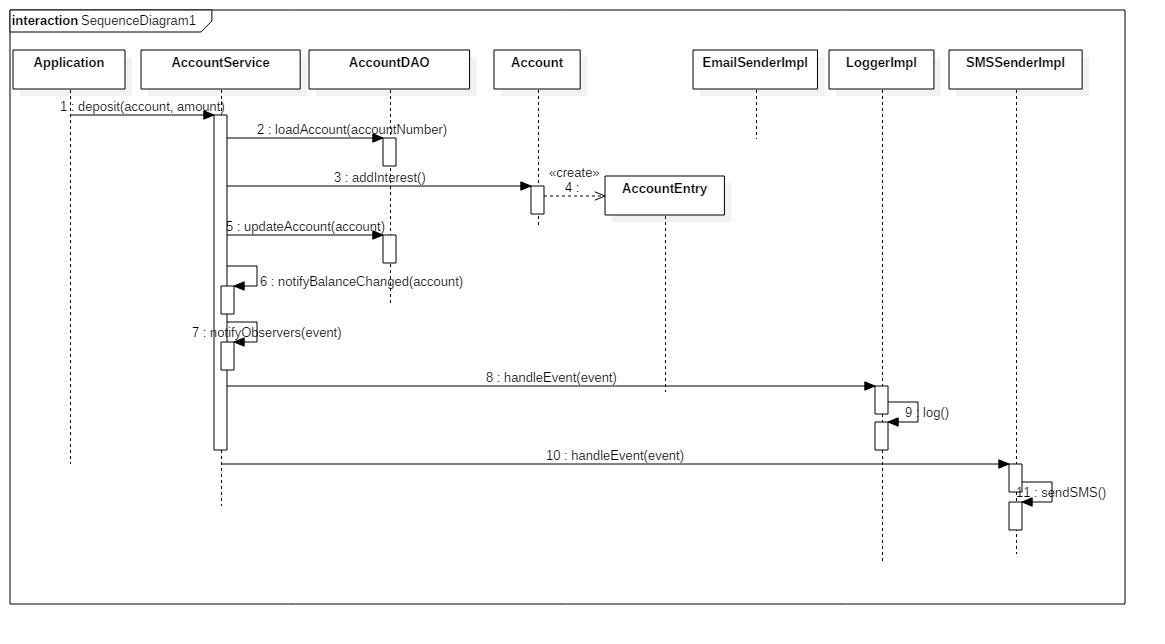 interaction SequenceDiagram1
Application
AccountService
AccountDAO
Account
EmailSenderImpl
LoggerImpl
SMSSenderImpl
1 : deposit(account, amount)
2 : loadAccount(accountNumber)
3 : addInterest()
«create»
4 :
AccountEntry
5 : updateAccount(account)
6 : notifyBalanceChanged(account)
7 : notifyObservers(event)
8 : handleEvent(event)
9 : log()
10 : handleEvent(event)
11 : sendSMS()